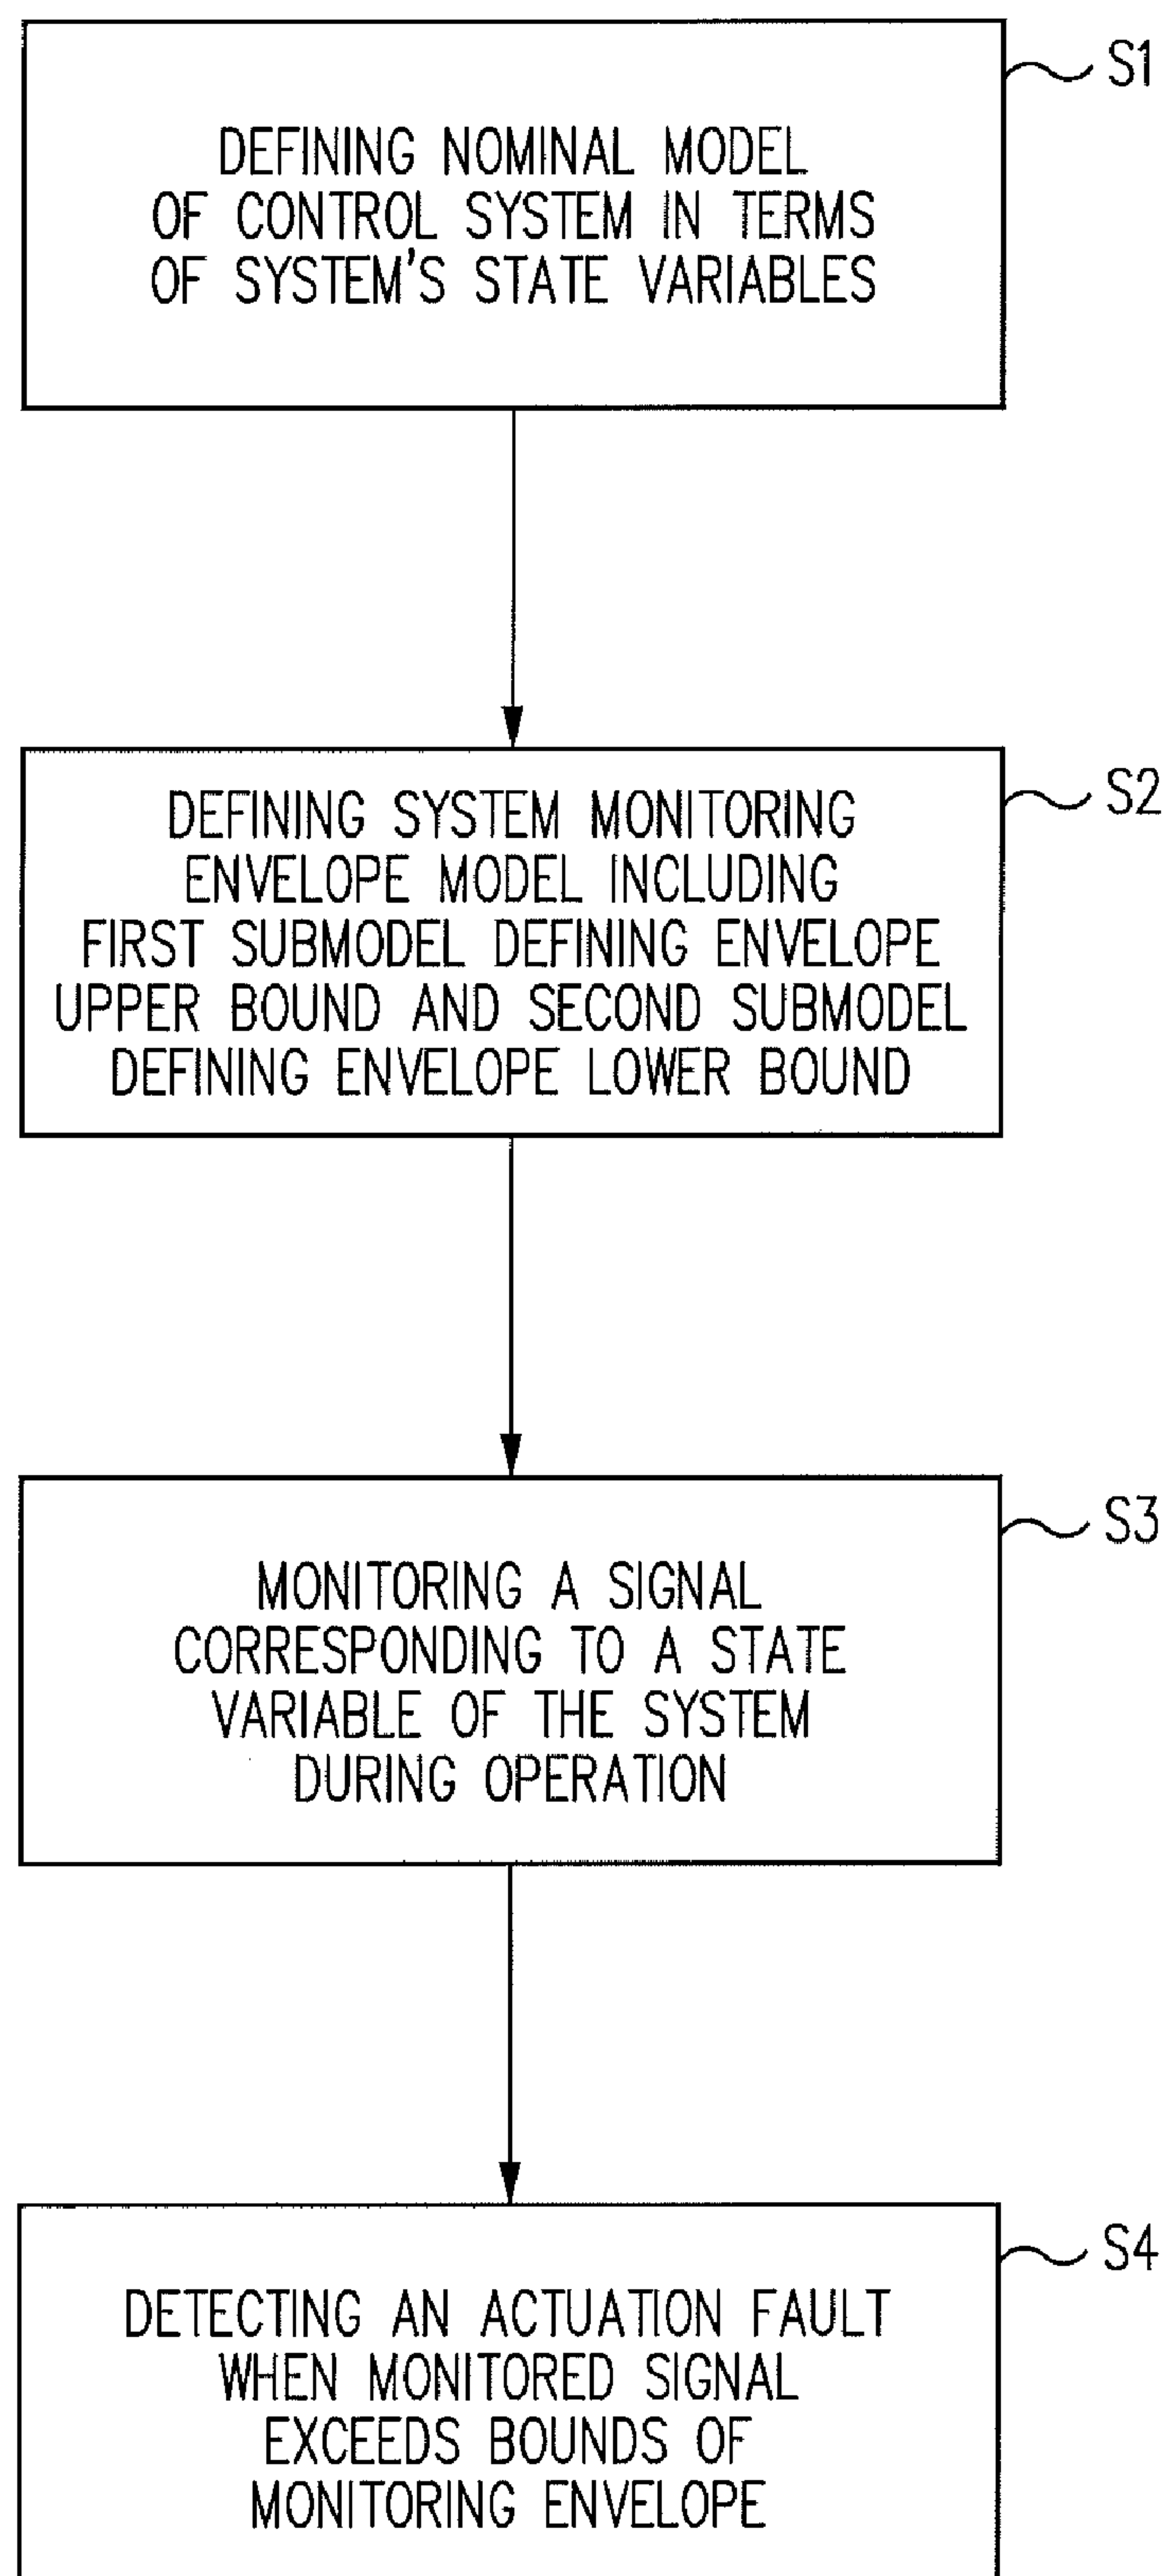 S1
DEFINING NOMINAL MODEL
OF CONTROL SYSTEM IN TERMS
OF SYSTEM'S STATE VARIABLES
S2
DEFINING SYSTEM MONITORING
ENVELOPE MODEL INCLUDING
FIRST SUBMODEL DEFINING ENVELOPE
UPPER BOUND AND SECOND SUBMODEL
DEFINING ENVELOPE LOWER BOUND
S3
MONITORING A SIGNAL
CORRESPONDING TO A STATE
VARIABLE OF THE SYSTEM
DURING OPERATION
S4
DETECTING AN ACTUATION FAULT
WHEN MONITORED SIGNAL
EXCEEDS BOUNDS OF
MONITORING ENVELOPE